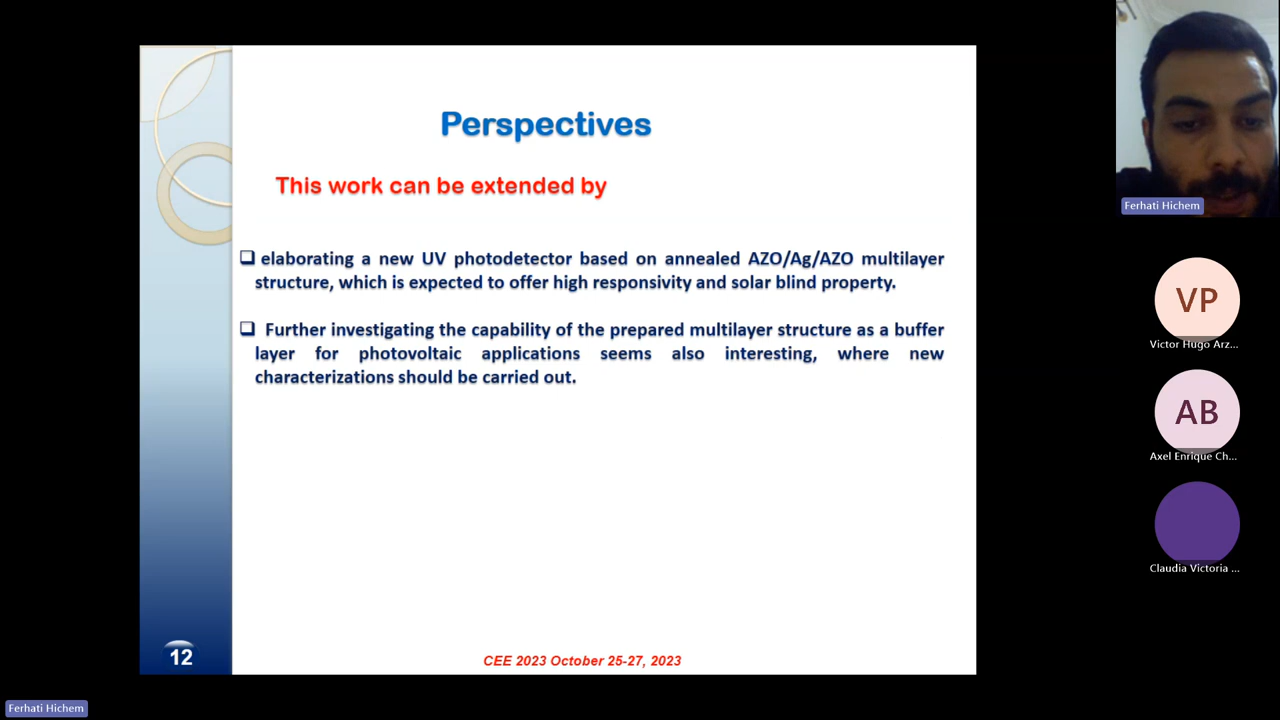 Perspectives
This work can be extended by
elaborating a new UV photodetector based on annealed AZO/Ag/AZO multilayer
structure, which is expected to offer high responsivity and solar blind property.
Further investigating the capability of the prepared multilayer structure as a buffer
layer for photovoltaic applications seems also interesting, where new
characterizations should be carried out.
12
CEE 2023 October 25-27, 2023
Ferhati Hichem
VP
Victor Hugo Arz...
AB
Axel Enrique Ch...
Claudia Victoria ...
Ferhati Hichem